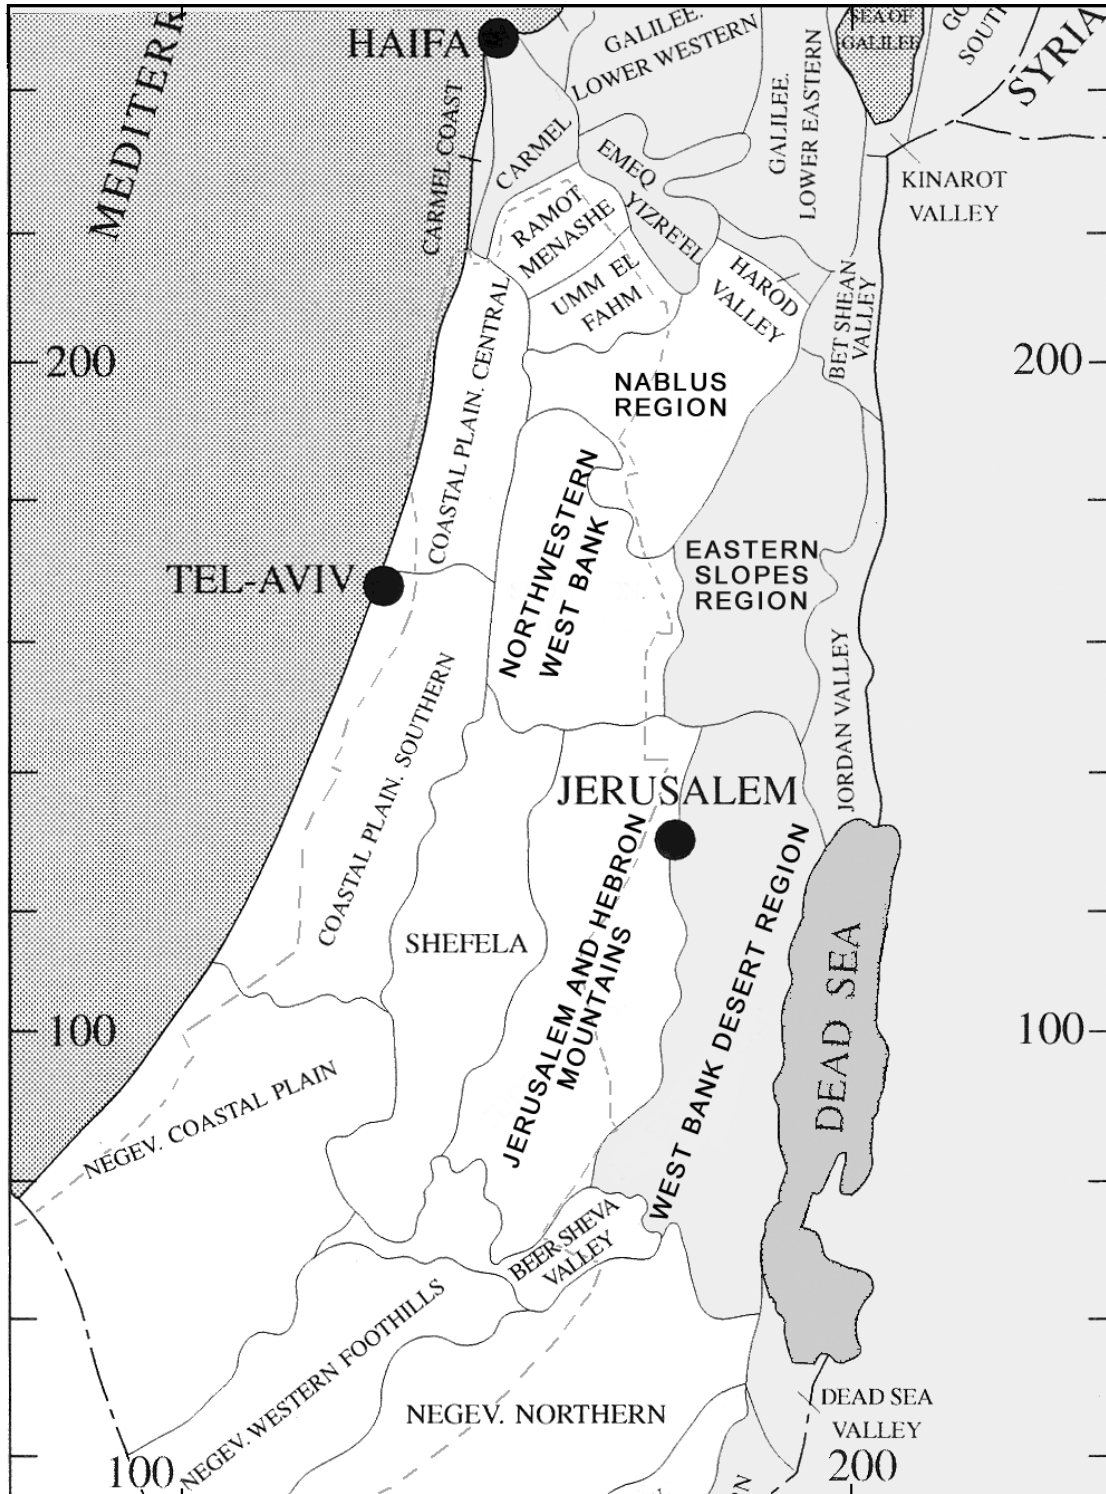 HAIFA
MEDITERR
CARMEL COAST
CARMEL
GALILEE.
LOWER WESTERN
GALILEE.
LOWER EASTERN
SEA OF
GALILEE
GO
SOUTH
SYRIA
KINAROT
VALLEY
EMEQ
YIZRE'EL
RAMOT
MENASHE
UMM EL
FAHM
HAROD
VALLEY
BET SHEAN
VALLEY
200
200
COASTAL PLAIN. CENTRAL
NABLUS
REGION
NORTHWESTERN
WEST BANK
EASTERN
SLOPES
REGION
TEL-AVIV
COASTAL PLAIN. SOUTHERN
JORDAN VALLEY
JERUSALEM
SHEFELA
JERUSALEM AND HEBRON
MOUNTAINS
WEST BANK DESERT REGION
DEAD SEA
100
100
NEGEV. COASTAL PLAIN
BEER SHEVA
VALLEY
NEGEV. WESTERN FOOTHILLS
NEGEV. NORTHERN
DEAD SEA
VALLEY
100
200